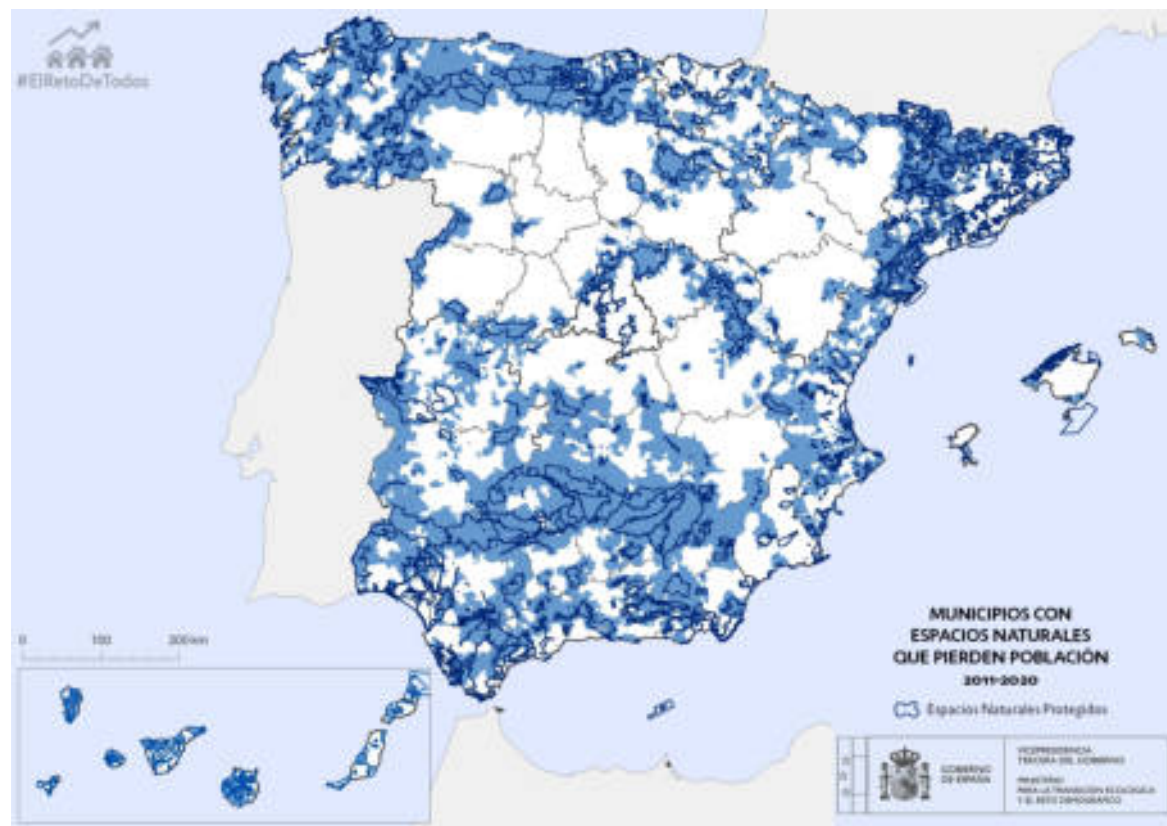 #ElRetoDeTodos
MUNICIPIOS CON
ESPACIOS NATURALES
QUE PIERDEN POBLACIÓN
2011-2020
Espacios Naturales Protegidos
0 100 200 km
GOBIERNO
DE ESPAÑA
VICEPRESIDENCIA
TERCERA DEL GOBIERNO
MINISTERIO
PARA LA TRANSICIÓN ECOLÓGICA
Y EL RETO DEMOGRÁFICO